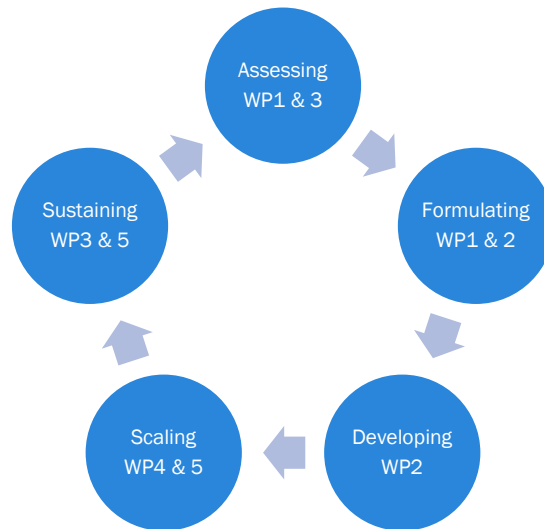 Assessing
WP1 & 3
Formulating
WP1 & 2
Developing
WP2
Scaling
WP4 & 5
Sustaining
WP3 & 5